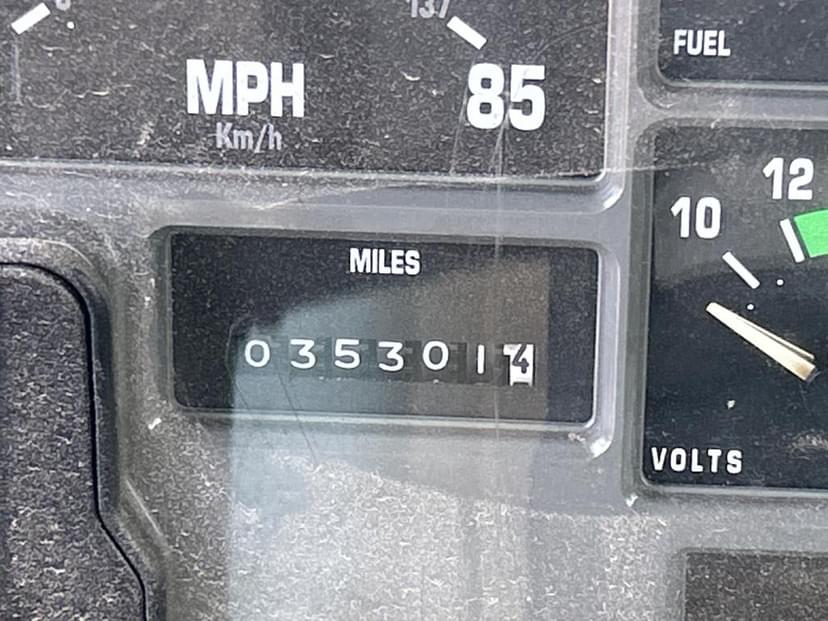 137
MPH
Km/h
85
FUEL
MILES
0353014
10
12
VOLTS